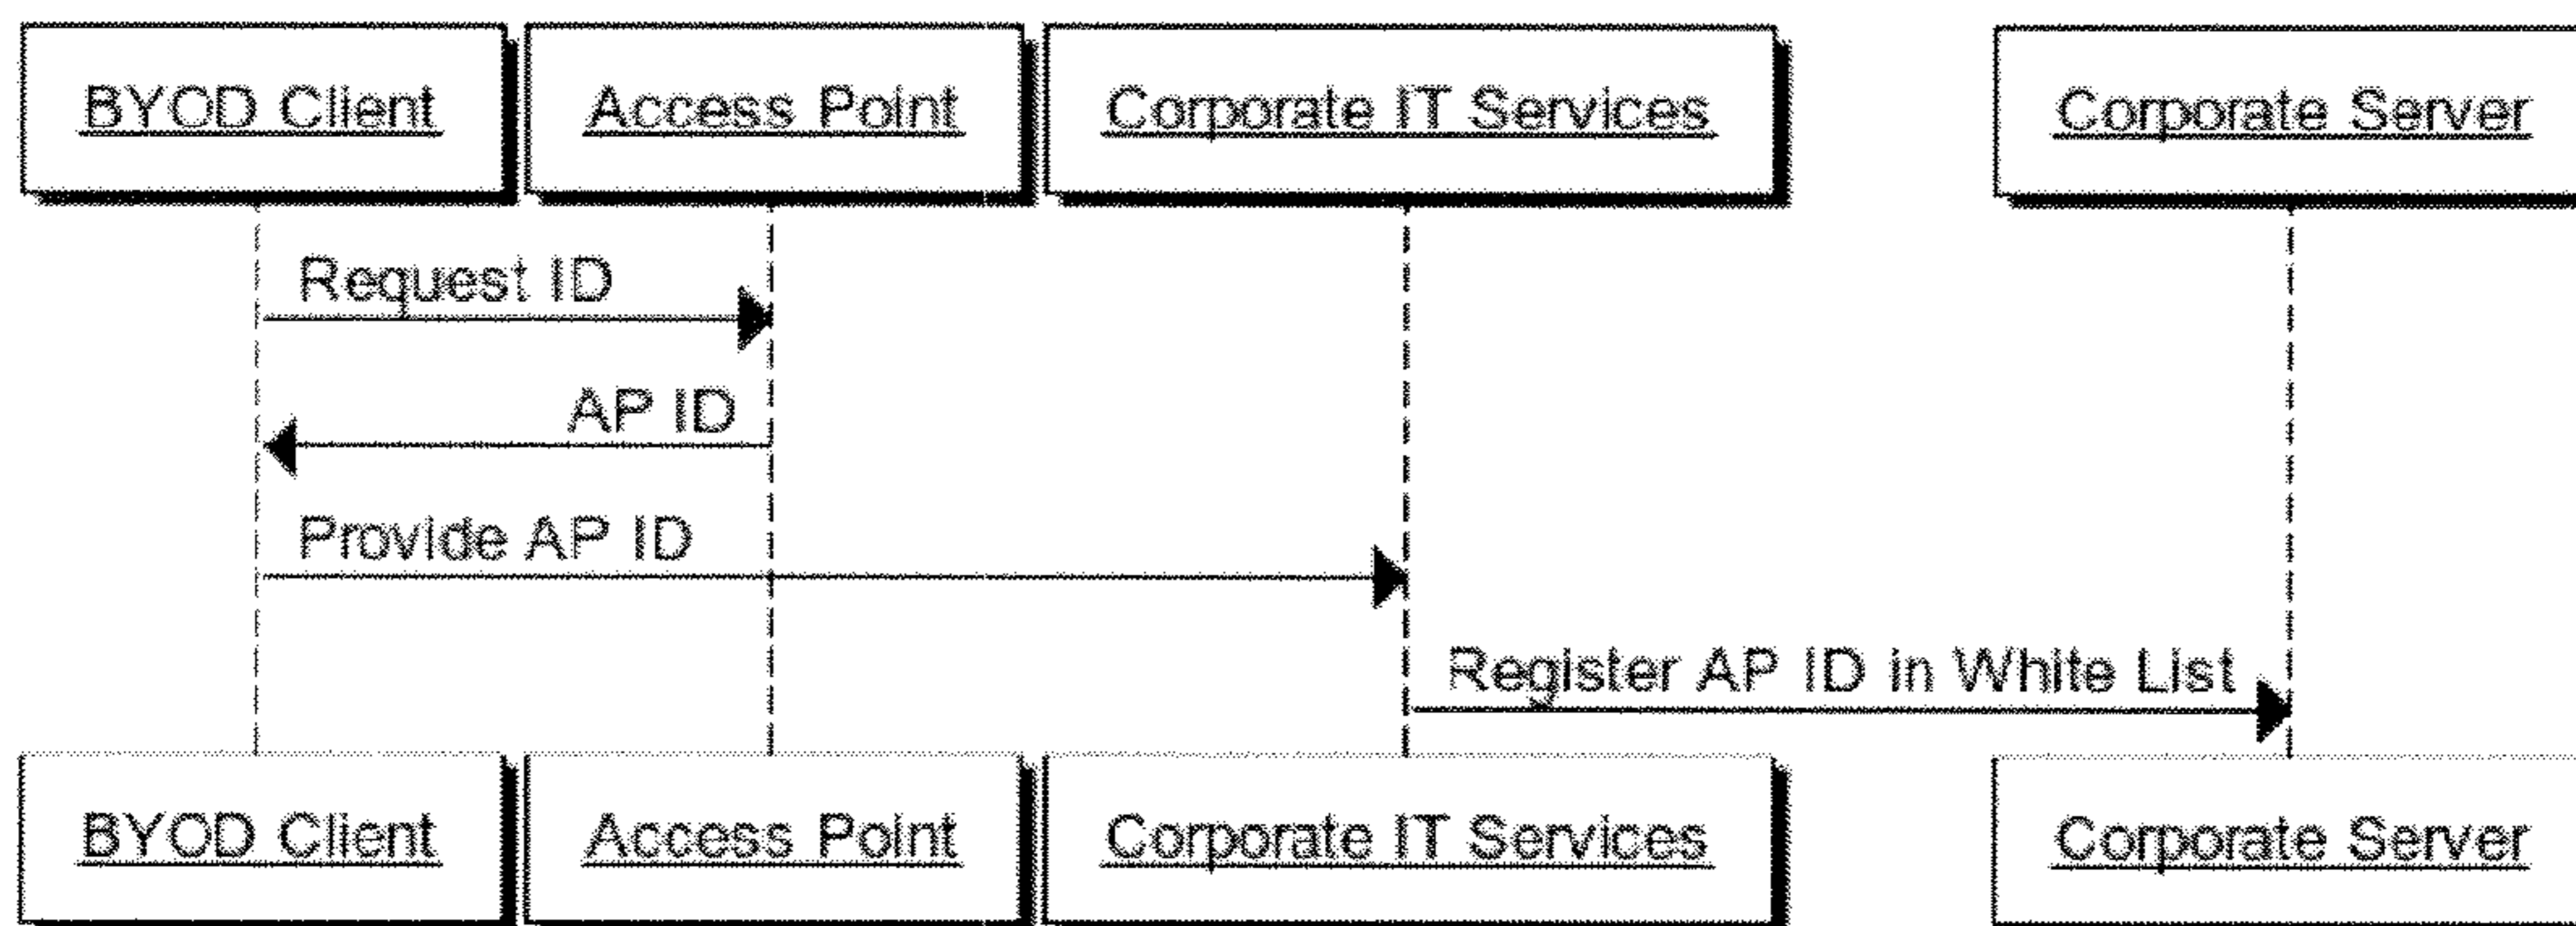 BYOD Client
Access Point
Corporate IT Services
Corporate Server
Request ID
AP ID
Provide AP ID
Register AP ID in White List
BYOD Client
Access Point
Corporate IT Services
Corporate Server